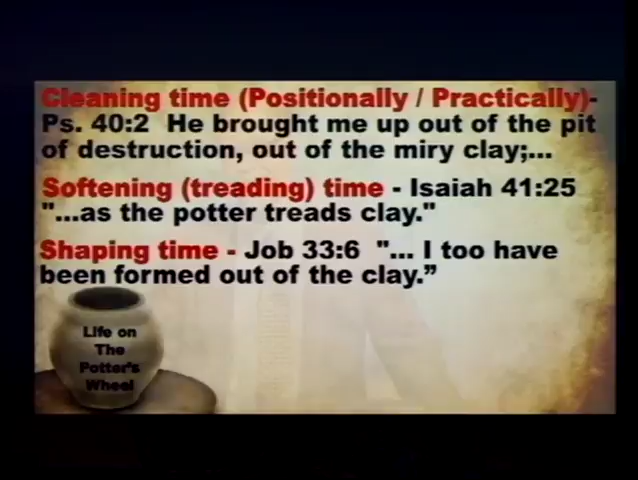 Cleaning time (Positionally / Practically)-
Ps. 40:2  He brought me up out of the pit
of destruction, out of the miry clay;...
Softening (treading) time - Isaiah 41:25
"...as the potter treads clay."
Shaping time - Job 33:6  "... I too have
been formed out of the clay.”
Life on
The
Potter's
Wheel